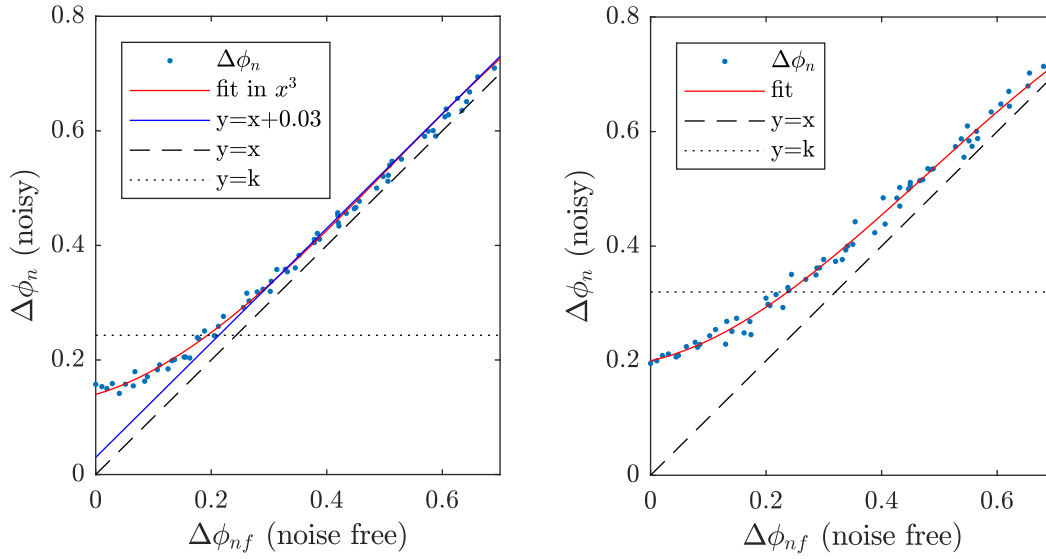 0.8
0.6
0.4
0.2
0
Δϕₙ (noisy)
Δϕₙ
fit in x³
y=x+0.03
y=x
y=k
0 0.2 0.4 0.6
Δϕₙf (noise free)
0.8
0.6
0.4
0.2
0
Δϕₙ (noisy)
Δϕₙ
fit
y=x
y=k
0 0.2 0.4 0.6
Δϕₙf (noise free)